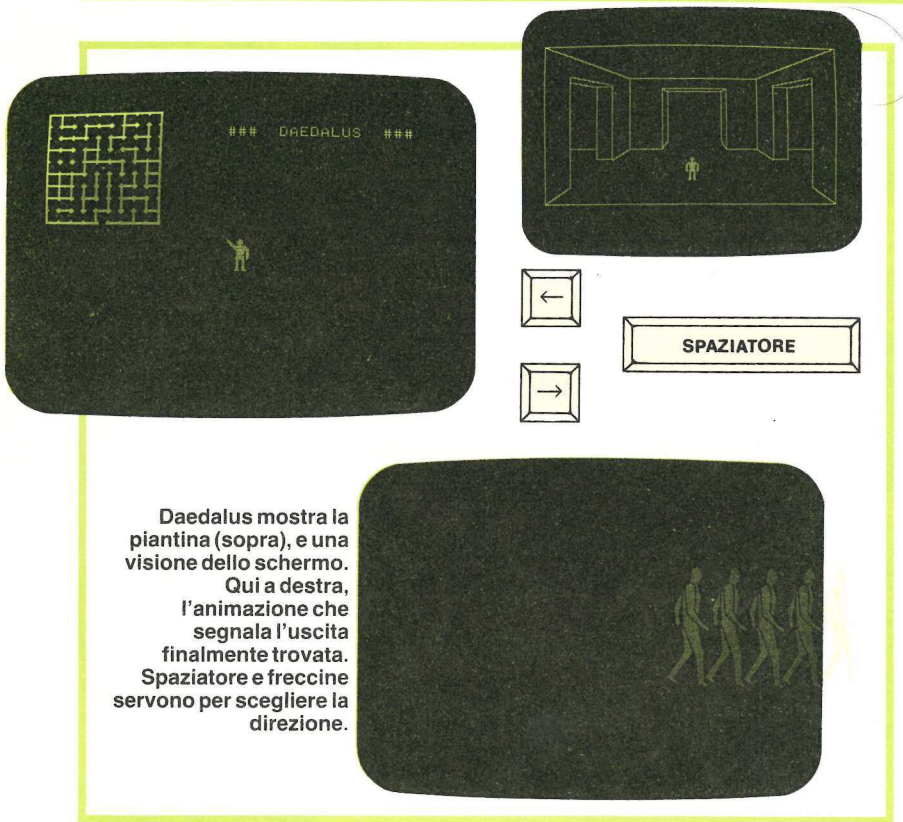 ### DAEDALUS ###
←
SPAZIATORE
→
Daedalus mostra la
piantina (sopra), e una
visione dello schermo.
Qui a destra,
l'animazione che
segnala l'uscita
finalmente trovata.
Spaziatore e freccine
servono per scegliere la
direzione.